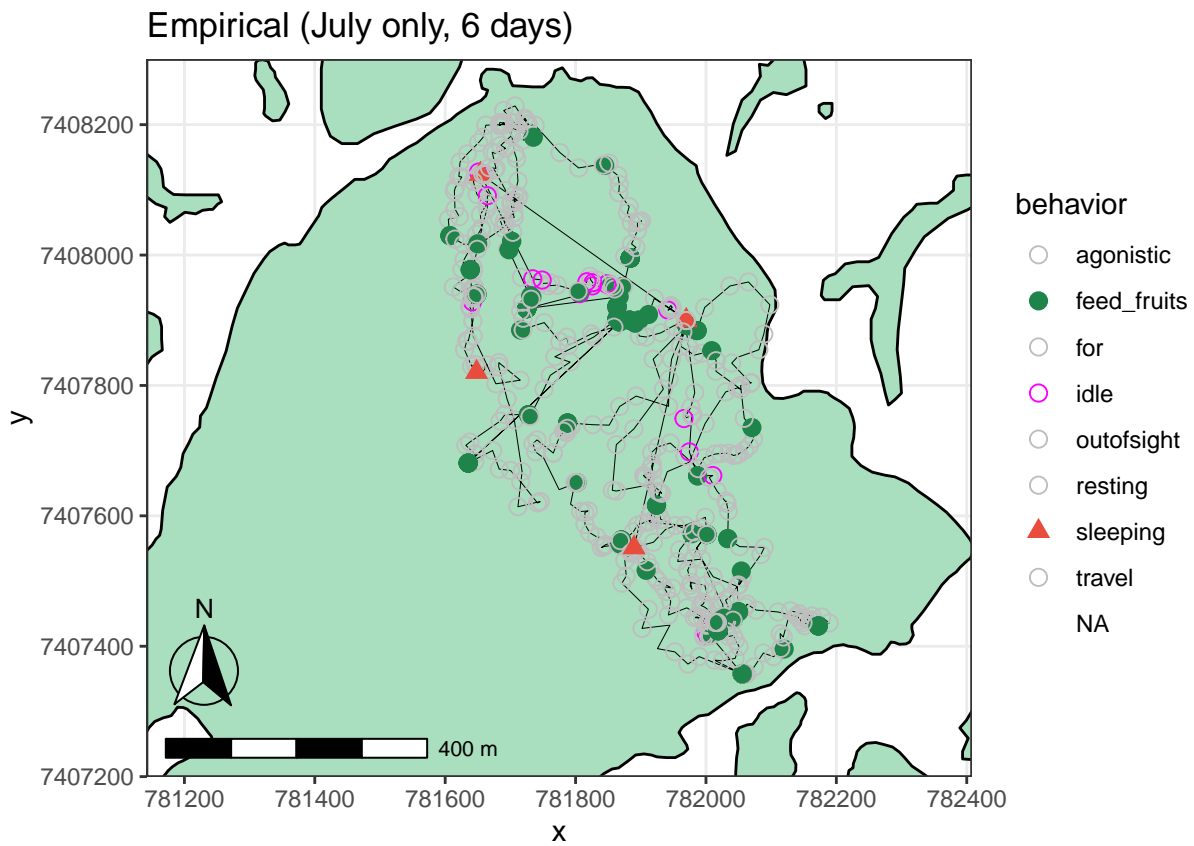 Empirical (July only, 6 days)
7408200
7408000
7407800
7407600
7407400
7407200
y
N
400 m
781200
781400
781600
781800
782000
782200
782400
x
behavior
agonistic
feed_fruits
for
idle
outofsight
resting
sleeping
travel
NA